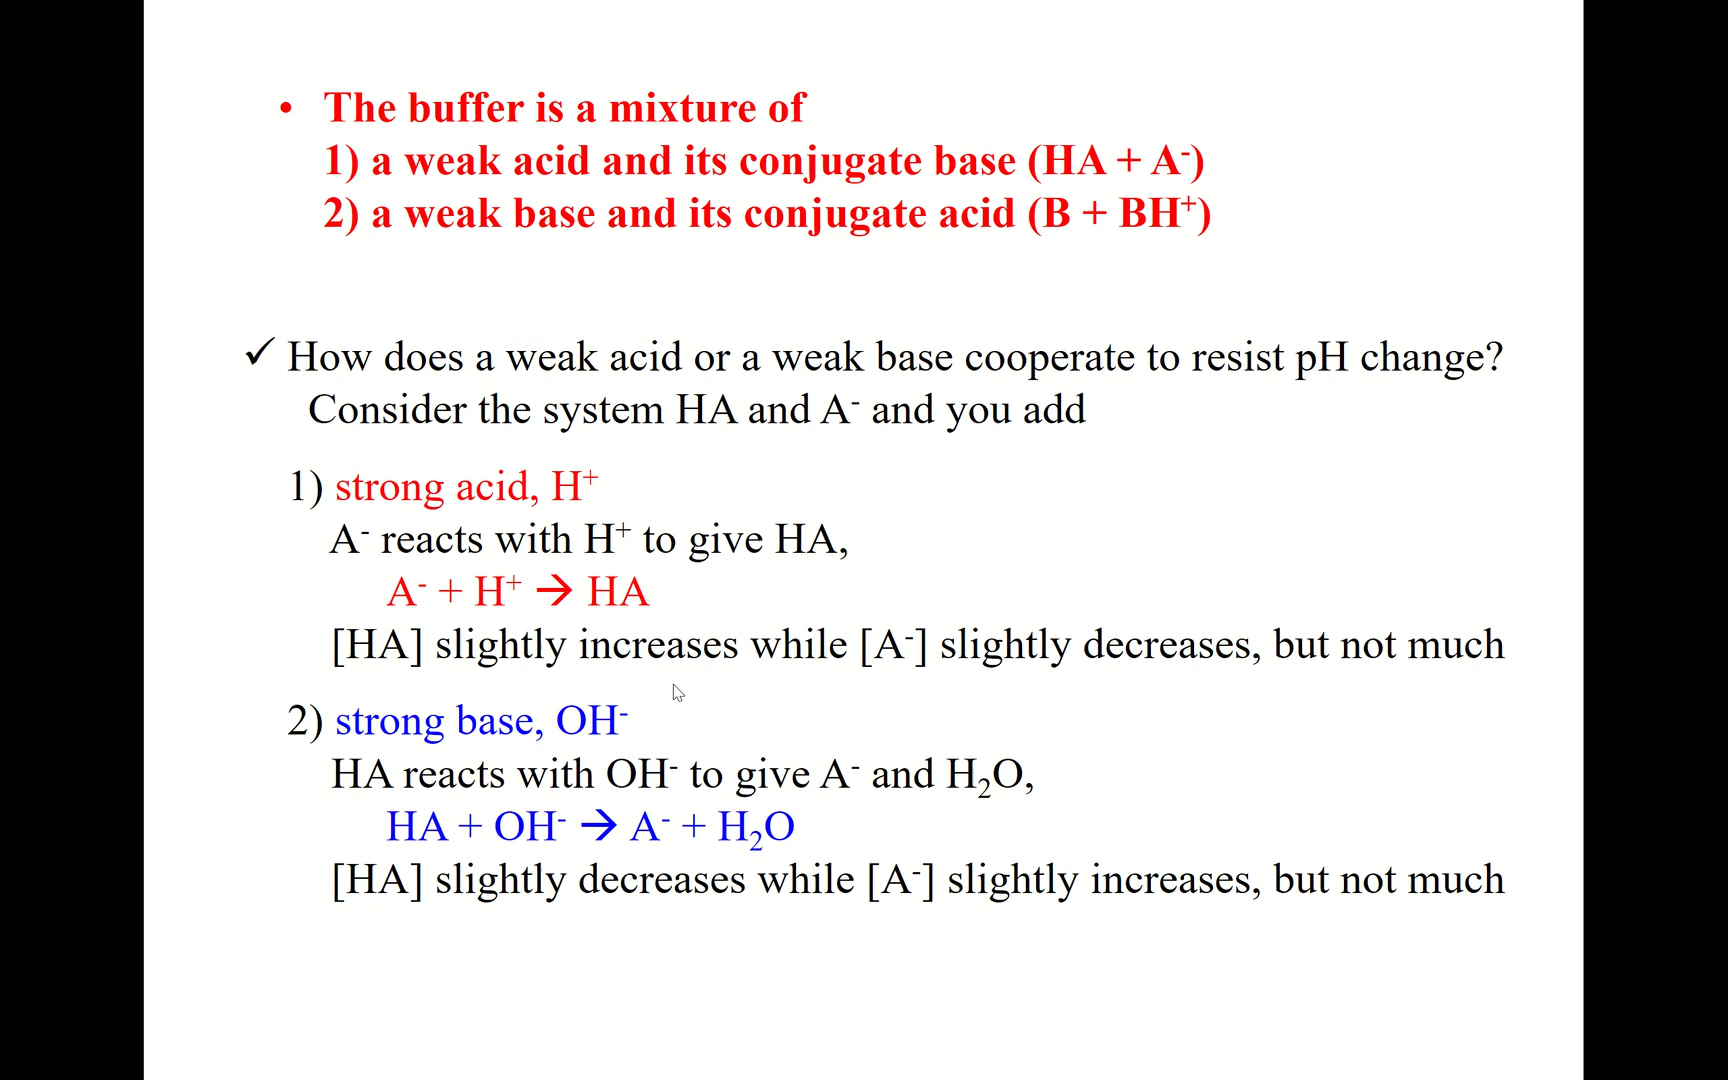 • The buffer is a mixture of
1) a weak acid and its conjugate base (HA + A⁻)
2) a weak base and its conjugate acid (B + BH⁺)
✓ How does a weak acid or a weak base cooperate to resist pH change?
Consider the system HA and A⁻ and you add
1) strong acid, H⁺
A⁻ reacts with H⁺ to give HA,
A⁻ + H⁺ → HA
[HA] slightly increases while [A⁻] slightly decreases, but not much
2) strong base, OH⁻
HA reacts with OH⁻ to give A⁻ and H₂O,
HA + OH⁻ → A⁻ + H₂O
[HA] slightly decreases while [A⁻] slightly increases, but not much